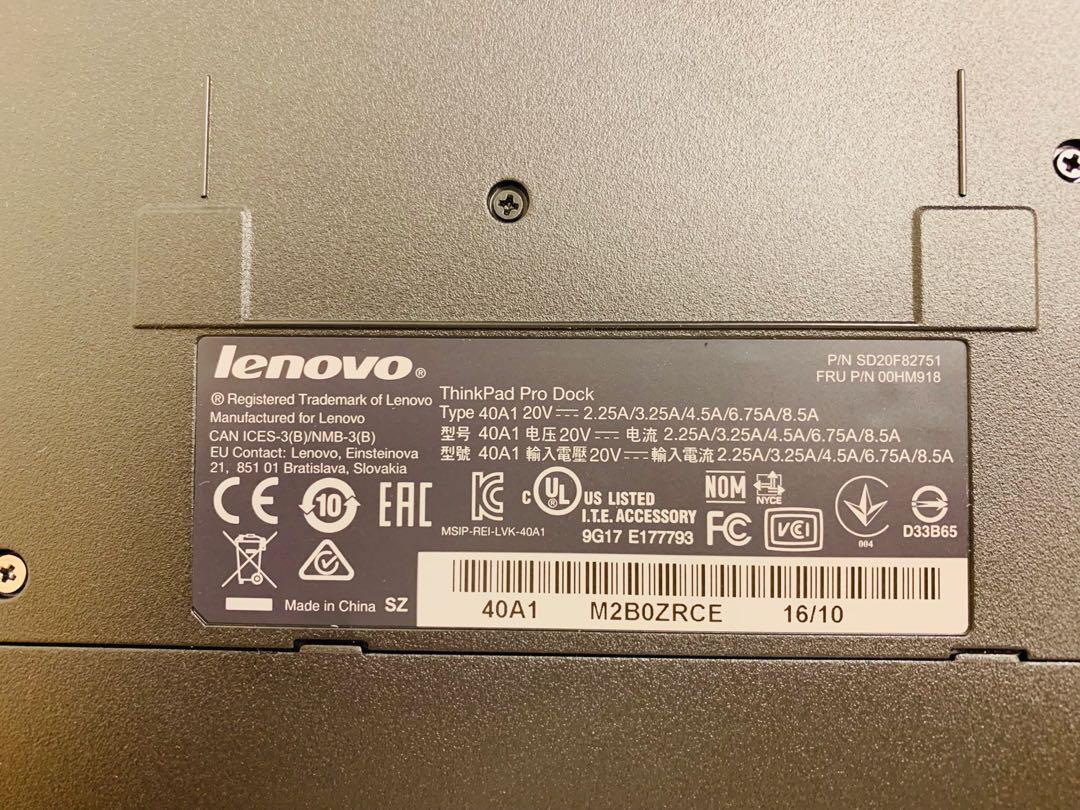 lenovo®
P/N SD20F82751
FRU P/N 00HM918
® Registered Trademark of Lenovo
Manufactured for Lenovo
CAN ICES-3(B)/NMB-3(B)
EU Contact: Lenovo, Einsteinova
21, 851 01 Bratislava, Slovakia
ThinkPad Pro Dock
Type 40A1 20V⎓ 2.25A/3.25A/4.5A/6.75A/8.5A
型号 40A1 电压20V⎓ 电流 2.25A/3.25A/4.5A/6.75A/8.5A
型號 40A1 輸入電壓20V⎓輸入電流 2.25A/3.25A/4.5A/6.75A/8.5A
CE
10
EAC
KC
MSIP-REI-LVK-40A1
c UL® US LISTED
I.T.E. ACCESSORY
9G17 E177793
NOM
NYCE
FC
VCI
004
D33B65
Made in China SZ
40A1 M2B0ZRCE 16/10